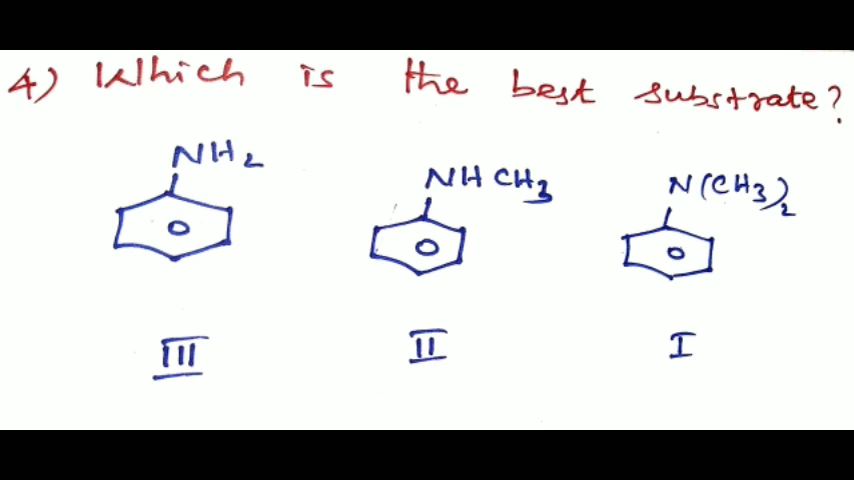 4) Which is the best substrate?
NH2 NHCH3 N(CH3)2
III II I